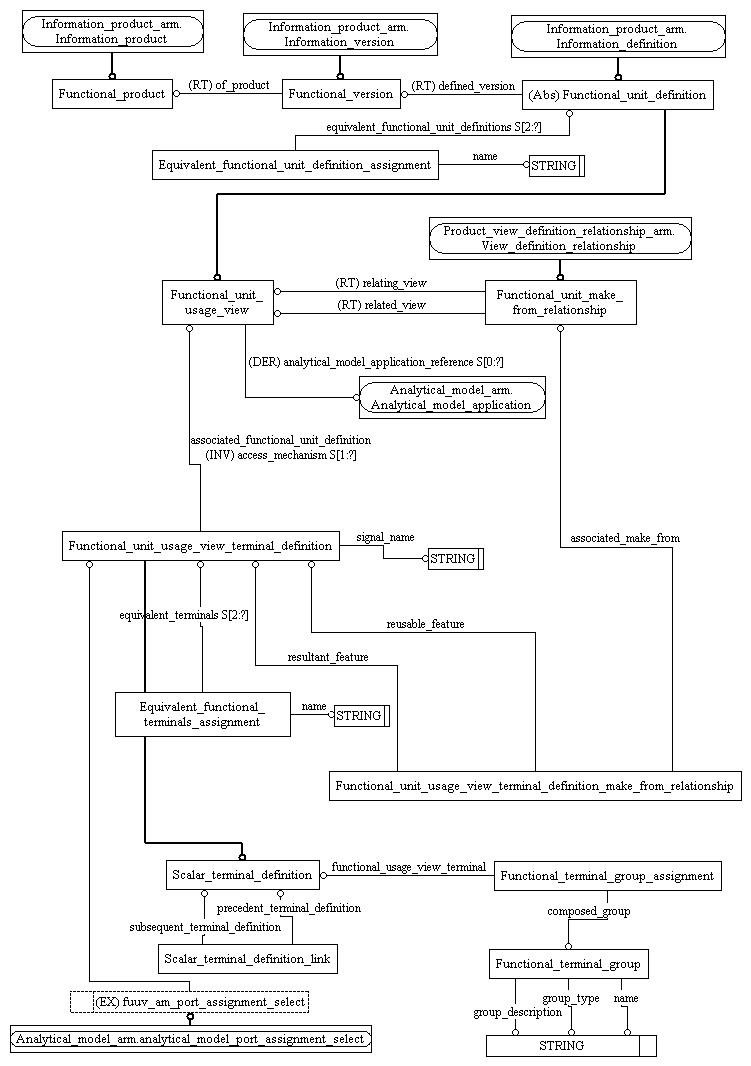 Information_product_arm.
Information_product
Information_product_arm.
Information_version
Information_product_arm.
Information_definition
Functional_product
(RT) of_product
Functional_version
(RT) defined_version
(Abs) Functional_unit_definition
equivalent_functional_unit_definitions S[2:?]
Equivalent_functional_unit_definition_assignment
name
STRING
Product_view_definition_relationship_arm.
View_definition_relationship
Functional_unit_
usage_view
(RT) relating_view
(RT) related_view
Functional_unit_make_
from_relationship
(DER) analytical_model_application_reference S[0:?]
Analytical_model_arm.
Analytical_model_application
associated_functional_unit_definition
(INV) access_mechanism S[1:?]
Functional_unit_usage_view_terminal_definition
signal_name
STRING
associated_make_from
equivalent_terminals S[2:?]
reusable_feature
resultant_feature
Equivalent_functional_
terminals_assignment
name
STRING
Functional_unit_usage_view_terminal_definition_make_from_relationship
Scalar_terminal_definition
functional_usage_view_terminal
Functional_terminal_group_assignment
precedent_terminal_definition
subsequent_terminal_definition
composed_group
Scalar_terminal_definition_link
Functional_terminal_group
(EX) fuuv_am_port_assignment_select
group_description
group_type
name
Analytical_model_arm.analytical_model_port_assignment_select
STRING